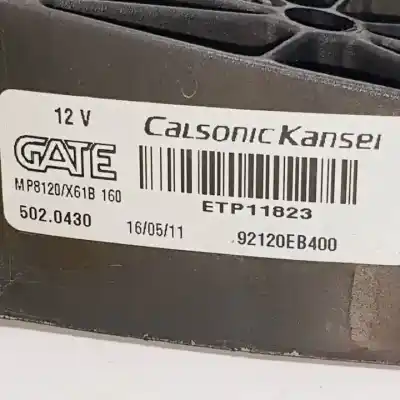 12 V
CALSONIC KANSEI
GATE
MP8120/X61B 160
ETP11823
502.0430
16/05/11
92120EB400